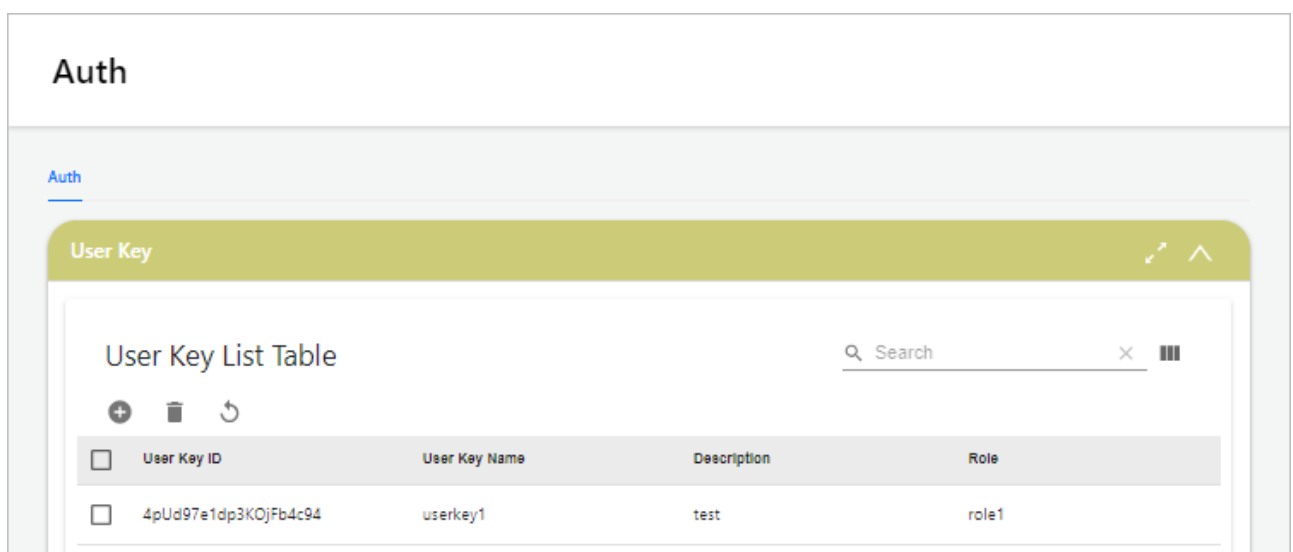 Auth
Auth
User Key
User Key List Table
Search
User Key ID User Key Name Description Role
4pUd97e1dp3KOjFb4c94 userkey1 test role1